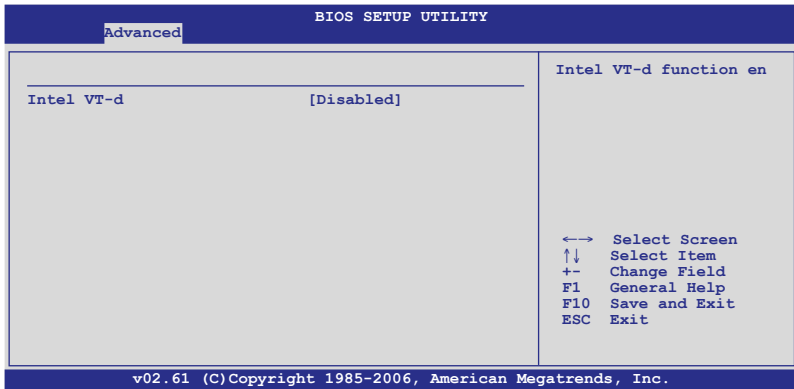 BIOS SETUP UTILITY
Advanced
Intel VT-d [Disabled]
Intel VT-d function en
←→ Select Screen
↑↓ Select Item
+- Change Field
F1 General Help
F10 Save and Exit
ESC Exit
v02.61 (C)Copyright 1985-2006, American Megatrends, Inc.